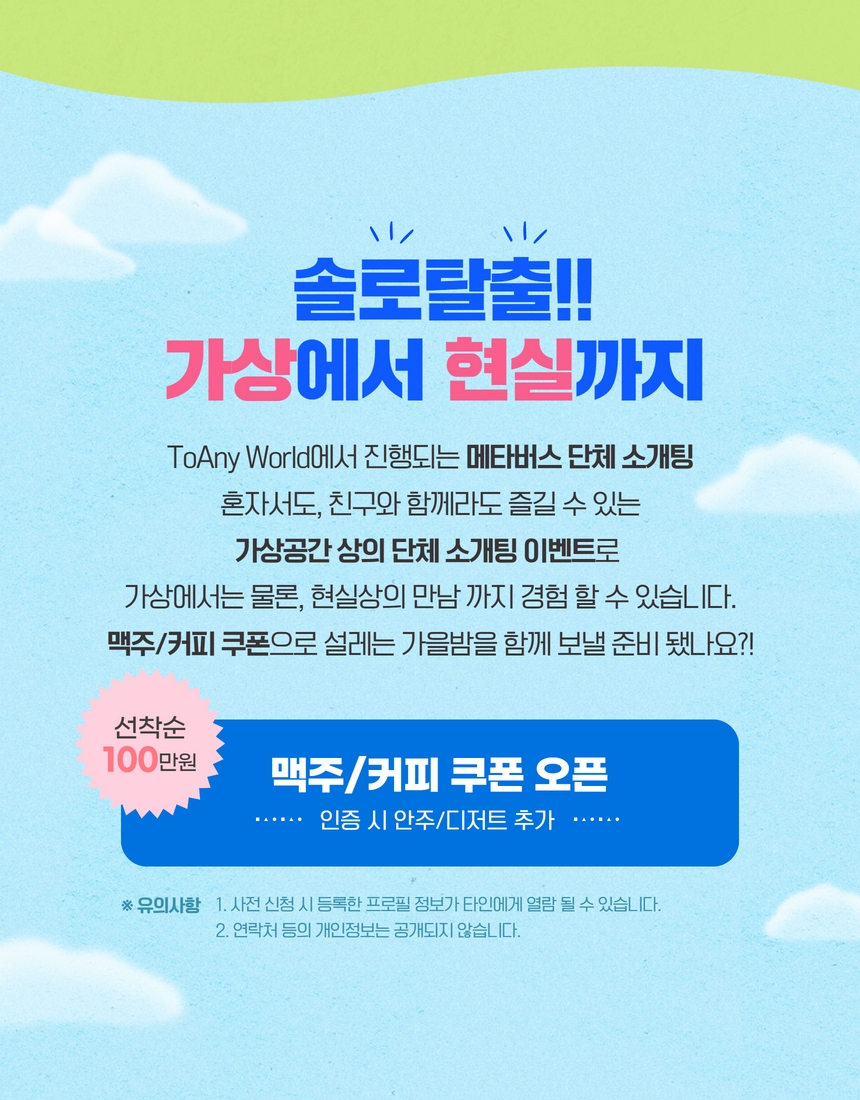 솔로탈출!!
가상에서 현실까지
ToAny World에서 진행되는 메타버스 단체 소개팅
혼자서도, 친구와 함께라도 즐길 수 있는
가상공간 상의 단체 소개팅 이벤트로
가상에서는 물론, 현실상의 만남 까지 경험 할 수 있습니다.
맥주/커피 쿠폰으로 설레는 가을밤을 함께 보낼 준비 됐나요?!
선착순
100만원
맥주/커피 쿠폰 오픈
인증 시 안주/디저트 추가
※ 유의사항 1. 사전 신청 시 등록한 프로필 정보가 타인에게 열람 될 수 있습니다.
2. 연락처 등의 개인정보는 공개되지 않습니다.